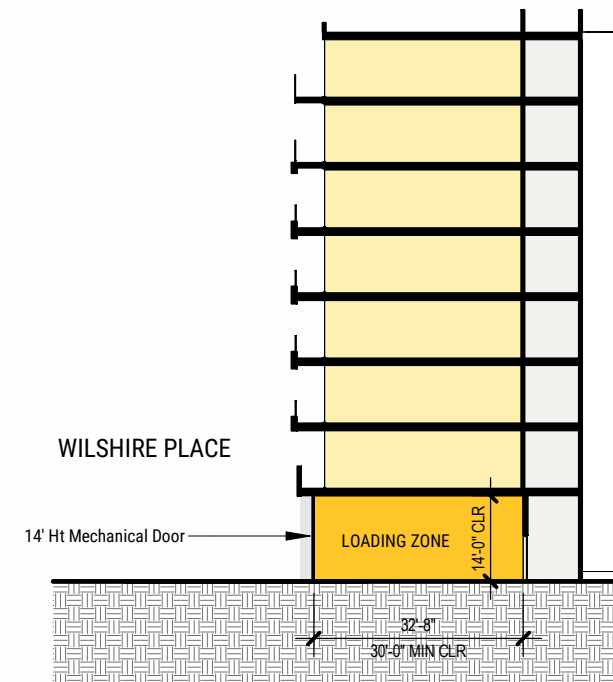 WILSHIRE PLACE
14' Ht Mechanical Door
LOADING ZONE
14'-0" CLR
32'-8"
30'-0" MIN CLR